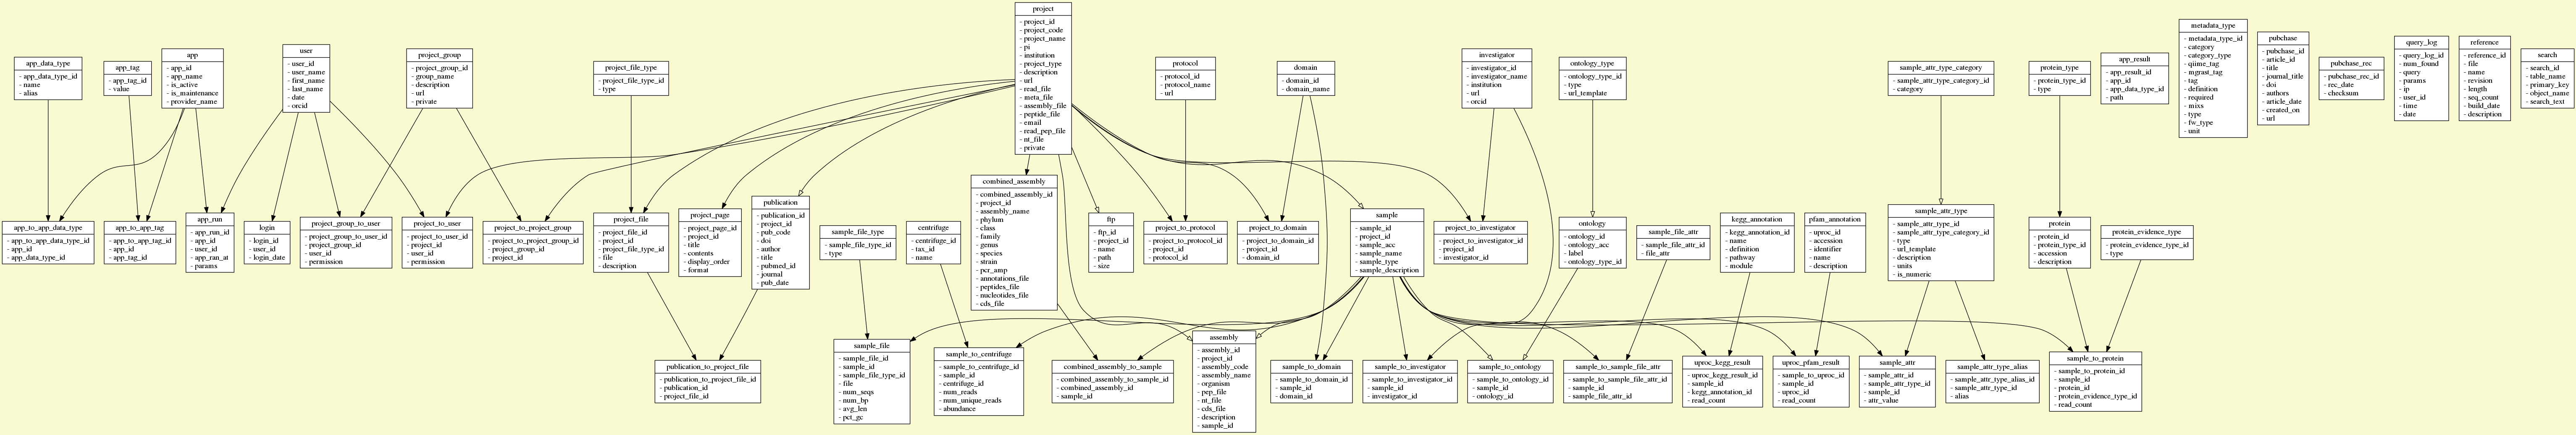 project
- project_id
- project_code
- project_name
- pi
- institution
- project_type
- description
- url
- read_file
- meta_file
- assembly_file
- peptide_file
- email
- read_pep_file
- nt_file
- private
metadata_type
- metadata_type_id
- category
- category_type
- qiime_tag
- mgrast_tag
- tag
- definition
- required
- mixs
- type
- fw_type
- unit
pubchase
- pubchase_id
- article_id
- title
- journal_title
- doi
- authors
- article_date
- created_on
- url
query_log
- query_log_id
- num_found
- query
- params
- ip
- user_id
- time
- date
reference
- reference_id
- file
- name
- revision
- length
- seq_count
- build_date
- description
user
- user_id
- user_name
- first_name
- last_name
- date
- orcid
app
- app_id
- app_name
- is_active
- is_maintenance
- provider_name
project_group
- project_group_id
- group_name
- description
- url
- private
investigator
- investigator_id
- investigator_name
- institution
- url
- orcid
search
- search_id
- table_name
- primary_key
- object_name
- search_text
app_result
- app_result_id
- app_id
- app_data_type_id
- path
app_data_type
- app_data_type_id
- name
- alias
protocol
- protocol_id
- protocol_name
- url
ontology_type
- ontology_type_id
- type
- url_template
pubchase_rec
- pubchase_rec_id
- rec_date
- checksum
app_tag
- app_tag_id
- value
project_file_type
- project_file_type_id
- type
domain
- domain_id
- domain_name
sample_attr_type_category
- sample_attr_type_category_id
- category
protein_type
- protein_type_id
- type
combined_assembly
- combined_assembly_id
- project_id
- assembly_name
- phylum
- class
- family
- genus
- species
- strain
- pcr_amp
- annotations_file
- peptides_file
- nucleotides_file
- cds_file
publication
- publication_id
- project_id
- pub_code
- doi
- author
- title
- pubmed_id
- journal
- pub_date
app_to_app_data_type
- app_to_app_data_type_id
- app_id
- app_data_type_id
app_to_app_tag
- app_to_app_tag_id
- app_id
- app_tag_id
app_run
- app_run_id
- app_id
- user_id
- app_ran_at
- params
login
- login_id
- user_id
- login_date
project_group_to_user
- project_group_to_user_id
- project_group_id
- user_id
- permission
project_to_user
- project_to_user_id
- project_id
- user_id
- permission
project_to_project_group
- project_to_project_group_id
- project_group_id
- project_id
project_file
- project_file_id
- project_id
- project_file_type_id
- file
- description
project_page
- project_page_id
- project_id
- title
- contents
- display_order
- format
sample_file_type
- sample_file_type_id
- type
centrifuge
- centrifuge_id
- tax_id
- name
ftp
- ftp_id
- project_id
- name
- path
- size
project_to_protocol
- project_to_protocol_id
- project_id
- protocol_id
project_to_domain
- project_to_domain_id
- project_id
- domain_id
sample
- sample_id
- project_id
- sample_acc
- sample_name
- sample_type
- sample_description
project_to_investigator
- project_to_investigator_id
- project_id
- investigator_id
ontology
- ontology_id
- ontology_acc
- label
- ontology_type_id
sample_file_attr
- sample_file_attr_id
- file_attr
kegg_annotation
- kegg_annotation_id
- name
- definition
- pathway
- module
pfam_annotation
- uproc_id
- accession
- identifier
- name
- description
sample_attr_type
- sample_attr_type_id
- sample_attr_type_category_id
- type
- url_template
- description
- units
- is_numeric
protein
- protein_id
- protein_type_id
- accession
- description
protein_evidence_type
- protein_evidence_type_id
- type
publication_to_project_file
- publication_to_project_file_id
- publication_id
- project_file_id
sample_file
- sample_file_id
- sample_id
- sample_file_type_id
- file
- num_seqs
- num_bp
- avg_len
- pct_gc
sample_to_centrifuge
- sample_to_centrifuge_id
- sample_id
- centrifuge_id
- num_reads
- num_unique_reads
- abundance
combined_assembly_to_sample
- combined_assembly_to_sample_id
- combined_assembly_id
- sample_id
assembly
- assembly_id
- project_id
- assembly_code
- assembly_name
- organism
- pep_file
- nt_file
- cds_file
- description
- sample_id
sample_to_domain
- sample_to_domain_id
- sample_id
- domain_id
sample_to_investigator
- sample_to_investigator_id
- sample_id
- investigator_id
sample_to_ontology
- sample_to_ontology_id
- sample_id
- ontology_id
sample_to_sample_file_attr
- sample_to_sample_file_attr_id
- sample_id
- sample_file_attr_id
uproc_kegg_result
- uproc_kegg_result_id
- sample_id
- kegg_annotation_id
- read_count
uproc_pfam_result
- sample_to_uproc_id
- sample_id
- uproc_id
- read_count
sample_attr
- sample_attr_id
- sample_attr_type_id
- sample_id
- attr_value
sample_attr_type_alias
- sample_attr_type_alias_id
- sample_attr_type_id
- alias
sample_to_protein
- sample_to_protein_id
- sample_id
- protein_id
- protein_evidence_type_id
- read_count